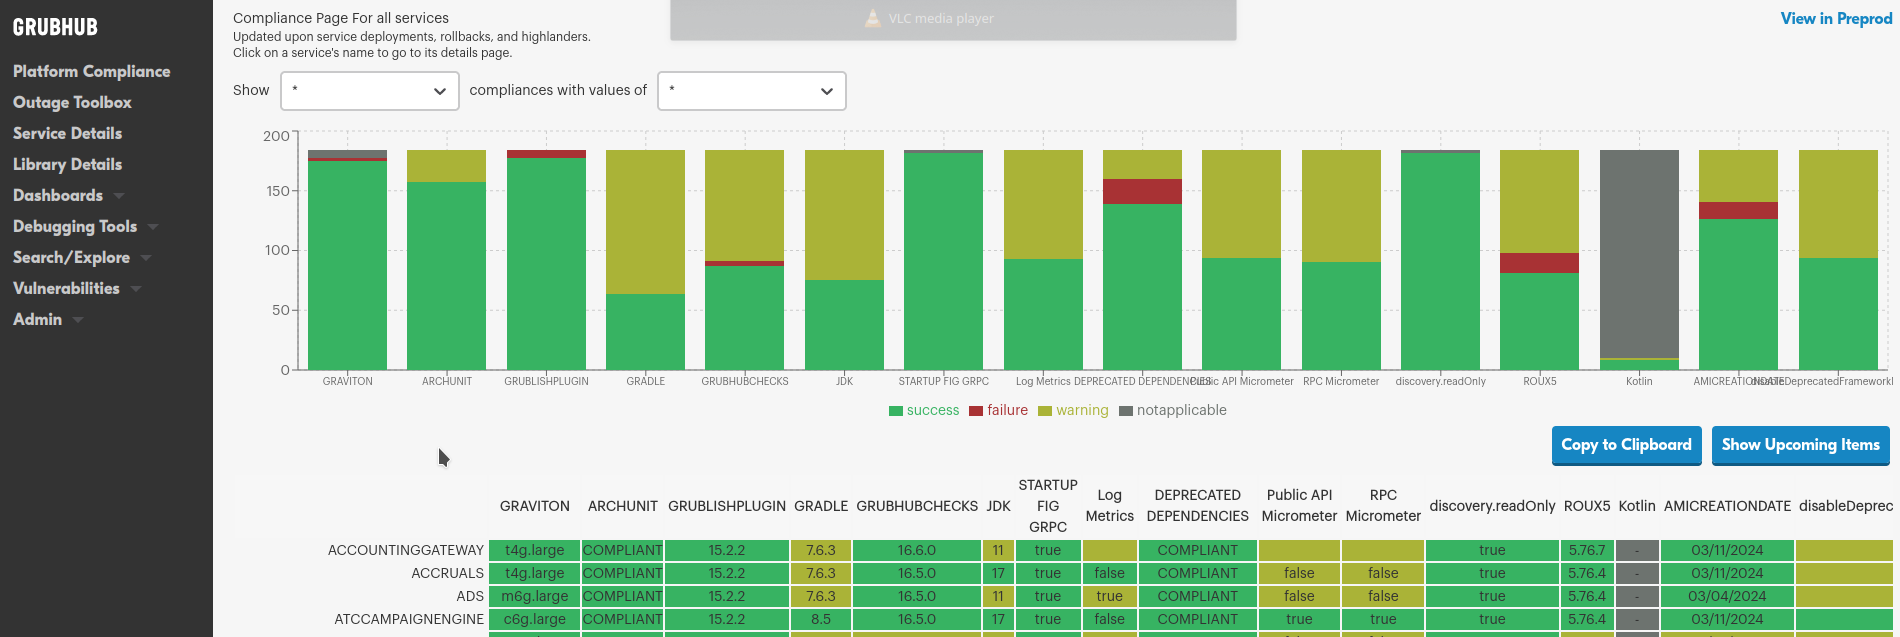 GRUBHUB
Platform Compliance
Outage Toolbox
Service Details
Library Details
Dashboards
Debugging Tools
Search/Explore
Vulnerabilities
Admin
Compliance Page For all services
Updated upon service deployments, rollbacks, and highlanders.
Click on a service's name to go to its details page.
VLC media player
View in Preprod
Show * compliances with values of *
200
150
100
50
0
GRAVITON ARCHUNIT GRUBLISHPLUGIN GRADLE GRUBHUBCHECKS JDK STARTUP FIG GRPC Log Metrics DEPRECATED DEPENDENCIES Public API Micrometer RPC Micrometer discovery.readOnly ROUX5 Kotlin AMICREATIONDATE disableDeprecatedFrameworkI
success failure warning notapplicable
Copy to Clipboard Show Upcoming Items
GRAVITON ARCHUNIT GRUBLISHPLUGIN GRADLE GRUBHUBCHECKS JDK STARTUP FIG GRPC Log Metrics DEPRECATED DEPENDENCIES Public API Micrometer RPC Micrometer discovery.readOnly ROUX5 Kotlin AMICREATIONDATE disableDeprec
ACCOUNTINGGATEWAY t4g.large COMPLIANT 15.2.2 7.6.3 16.6.0 11 true COMPLIANT true 5.76.7 - 03/11/2024
ACCRUALS t4g.large COMPLIANT 15.2.2 7.6.3 16.5.0 17 true false COMPLIANT false false true 5.76.4 - 03/11/2024
ADS m6g.large COMPLIANT 15.2.2 7.6.3 16.5.0 11 true true COMPLIANT false false true 5.76.4 - 03/04/2024
ATCCAMPAIGNENGINE c6g.large COMPLIANT 15.2.2 8.5 16.5.0 17 true false COMPLIANT true true true 5.76.4 - 03/11/2024